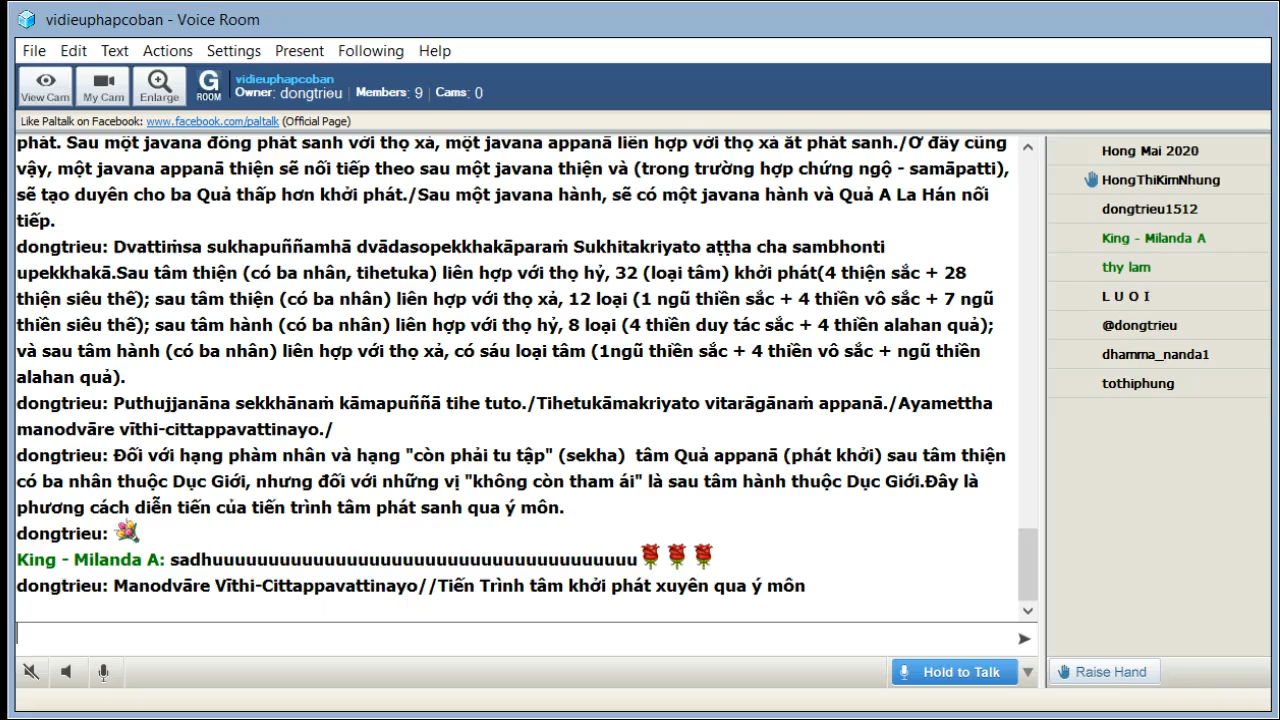 vidieuphapcoban - Voice Room
File Edit Text Actions Settings Present Following Help
View Cam My Cam Enlarge G ROOM
vidieuphapcoban
Owner: dongtrieu | Members: 9 | Cams: 0
Like Paltalk on Facebook: www.facebook.com/paltalk (Official Page)
phát. Sau một javana đồng phát sanh với thọ xả, một javana appanā liên hợp với thọ xả ắt phát sanh./Ở đây cũng
vậy, một javana appanā thiện sẽ nối tiếp theo sau một javana thiện và (trong trường hợp chứng ngộ - samāpatti),
sẽ tạo duyên cho ba Quả thấp hơn khởi phát./Sau một javana hành, sẽ có một javana hành và Quả A La Hán nối
tiếp.
dongtrieu: Dvattiṁsa sukhapuññamhā dvādasopekkhakāparaṁ Sukhitakriyato aṭṭha cha sambhonti
upekkhakā.Sau tâm thiện (có ba nhân, tihetuka) liên hợp với thọ hỷ, 32 (loại tâm) khởi phát(4 thiện sắc + 28
thiện siêu thế); sau tâm thiện (có ba nhân) liên hợp với thọ xả, 12 loại (1 ngũ thiền sắc + 4 thiền vô sắc + 7 ngũ
thiền siêu thế); sau tâm hành (có ba nhân) liên hợp với thọ hỷ, 8 loại (4 thiền duy tác sắc + 4 thiền alahan quả);
và sau tâm hành (có ba nhân) liên hợp với thọ xả, có sáu loại tâm (1ngũ thiền sắc + 4 thiền vô sắc + ngũ thiền
alahan quả).
dongtrieu: Puthujjanāna sekkhānaṁ kāmapuññā tihe tuto./Tihetukāmakriyato vitarāgānaṁ appanā./Ayamettha
manodvāre vīthi-cittappavattinayo./
dongtrieu: Đối với hạng phàm nhân và hạng "còn phải tu tập" (sekha) tâm Quả appanā (phát khởi) sau tâm thiện
có ba nhân thuộc Dục Giới, nhưng đối với những vị "không còn tham ái" là sau tâm hành thuộc Dục Giới.Đây là
phương cách diễn tiến của tiến trình tâm phát sanh qua ý môn.
dongtrieu:
King - Milanda A: sadhuuuuuuuuuuuuuuuuuuuuuuuuuuuuuuuuuuuuuu
dongtrieu: Manodvāre Vīthi-Cittappavattinayo//Tiến Trình tâm khởi phát xuyên qua ý môn
Hong Mai 2020
HongThiKimNhung
dongtrieu1512
King - Milanda A
thy lam
L U O I
@dongtrieu
dhamma_nanda1
tothiphung
Hold to Talk
Raise Hand